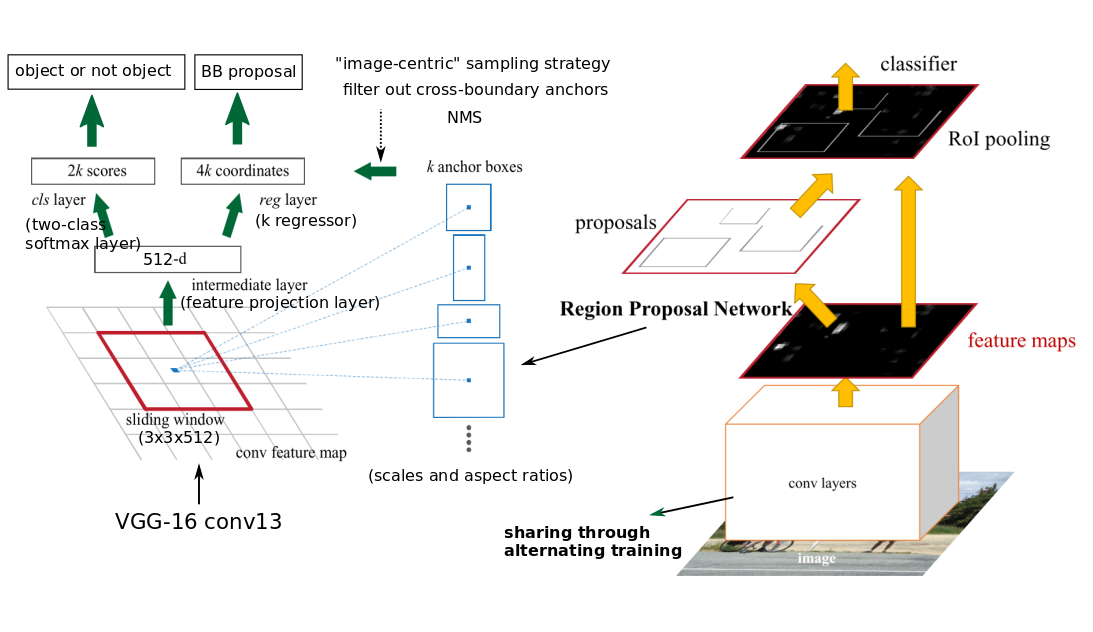 object or not object
BB proposal
"image-centric" sampling strategy
filter out cross-boundary anchors
NMS
2k scores
4k coordinates
k anchor boxes
cls layer
(two-class
softmax layer)
reg layer
(k regressor)
512-d
intermediate layer
(feature projection layer)
sliding window
(3x3x512)
conv feature map
VGG-16 conv13
(scales and aspect ratios)
classifier
RoI pooling
proposals
Region Proposal Network
feature maps
conv layers
sharing through
alternating training
image